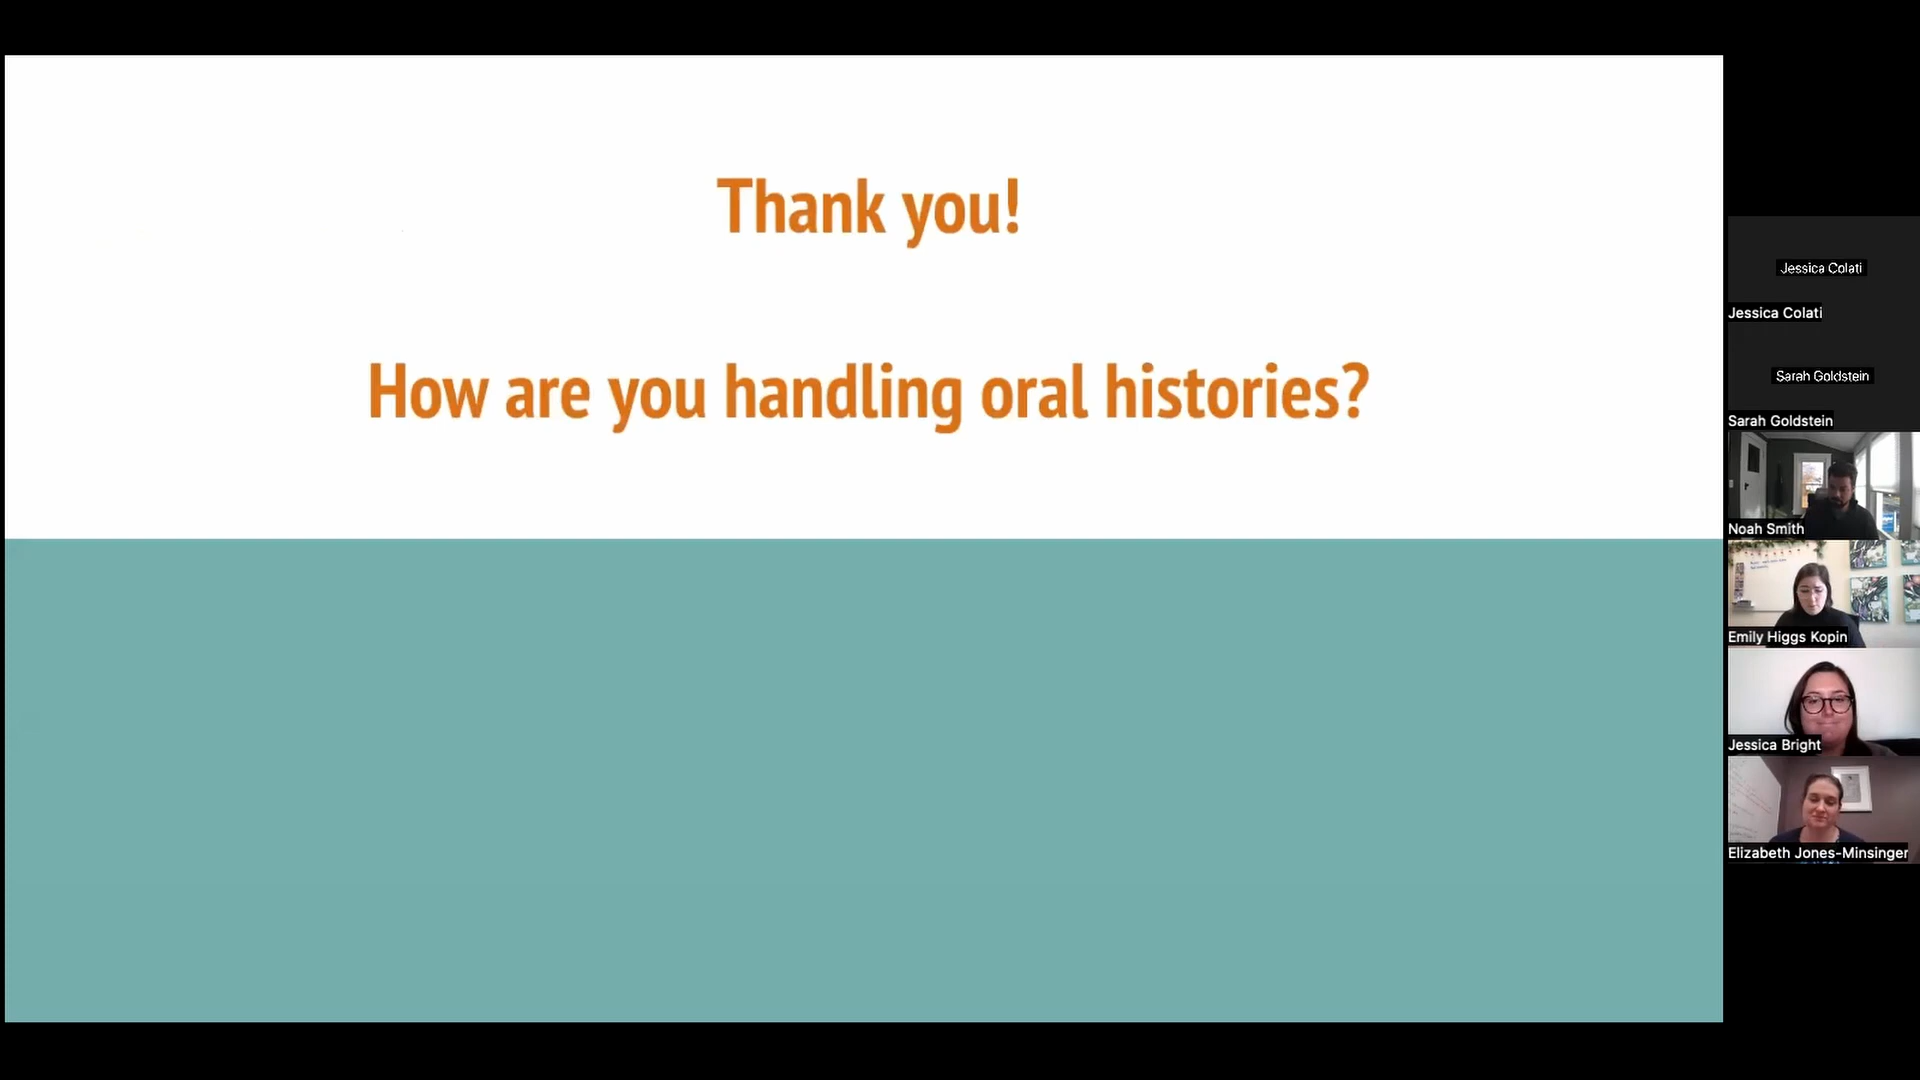 Thank you!
How are you handling oral histories?
Jessica Colati
Jessica Colati
Sarah Goldstein
Sarah Goldstein
Noah Smith
Emily Higgs Kopin
Jessica Bright
Elizabeth Jones-Minsinger